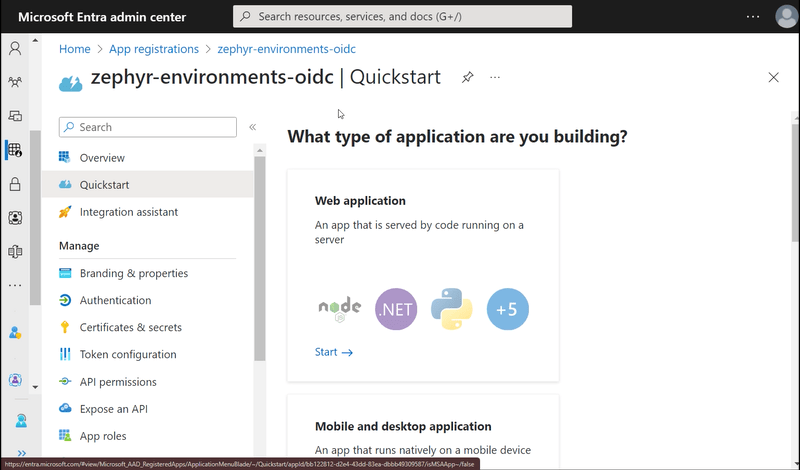 Microsoft Entra admin center
Search resources, services, and docs (G+/)
Home > App registrations > zephyr-environments-oidc
zephyr-environments-oidc | Quickstart
Search
Overview
Quickstart
Integration assistant
Manage
Branding & properties
Authentication
Certificates & secrets
Token configuration
API permissions
Expose an API
App roles
What type of application are you building?
Web application
An app that is served by code running on a
server
node
.NET
+5
Start
Mobile and desktop application
An app that runs natively on a mobile device
https://entra.microsoft.com/#view/Microsoft_AAD_RegisteredApps/ApplicationMenuBlade/~/Quickstart/appId/bb122812-d2e4-43dd-83ea-dbbb49309587/isMSAApp~/false